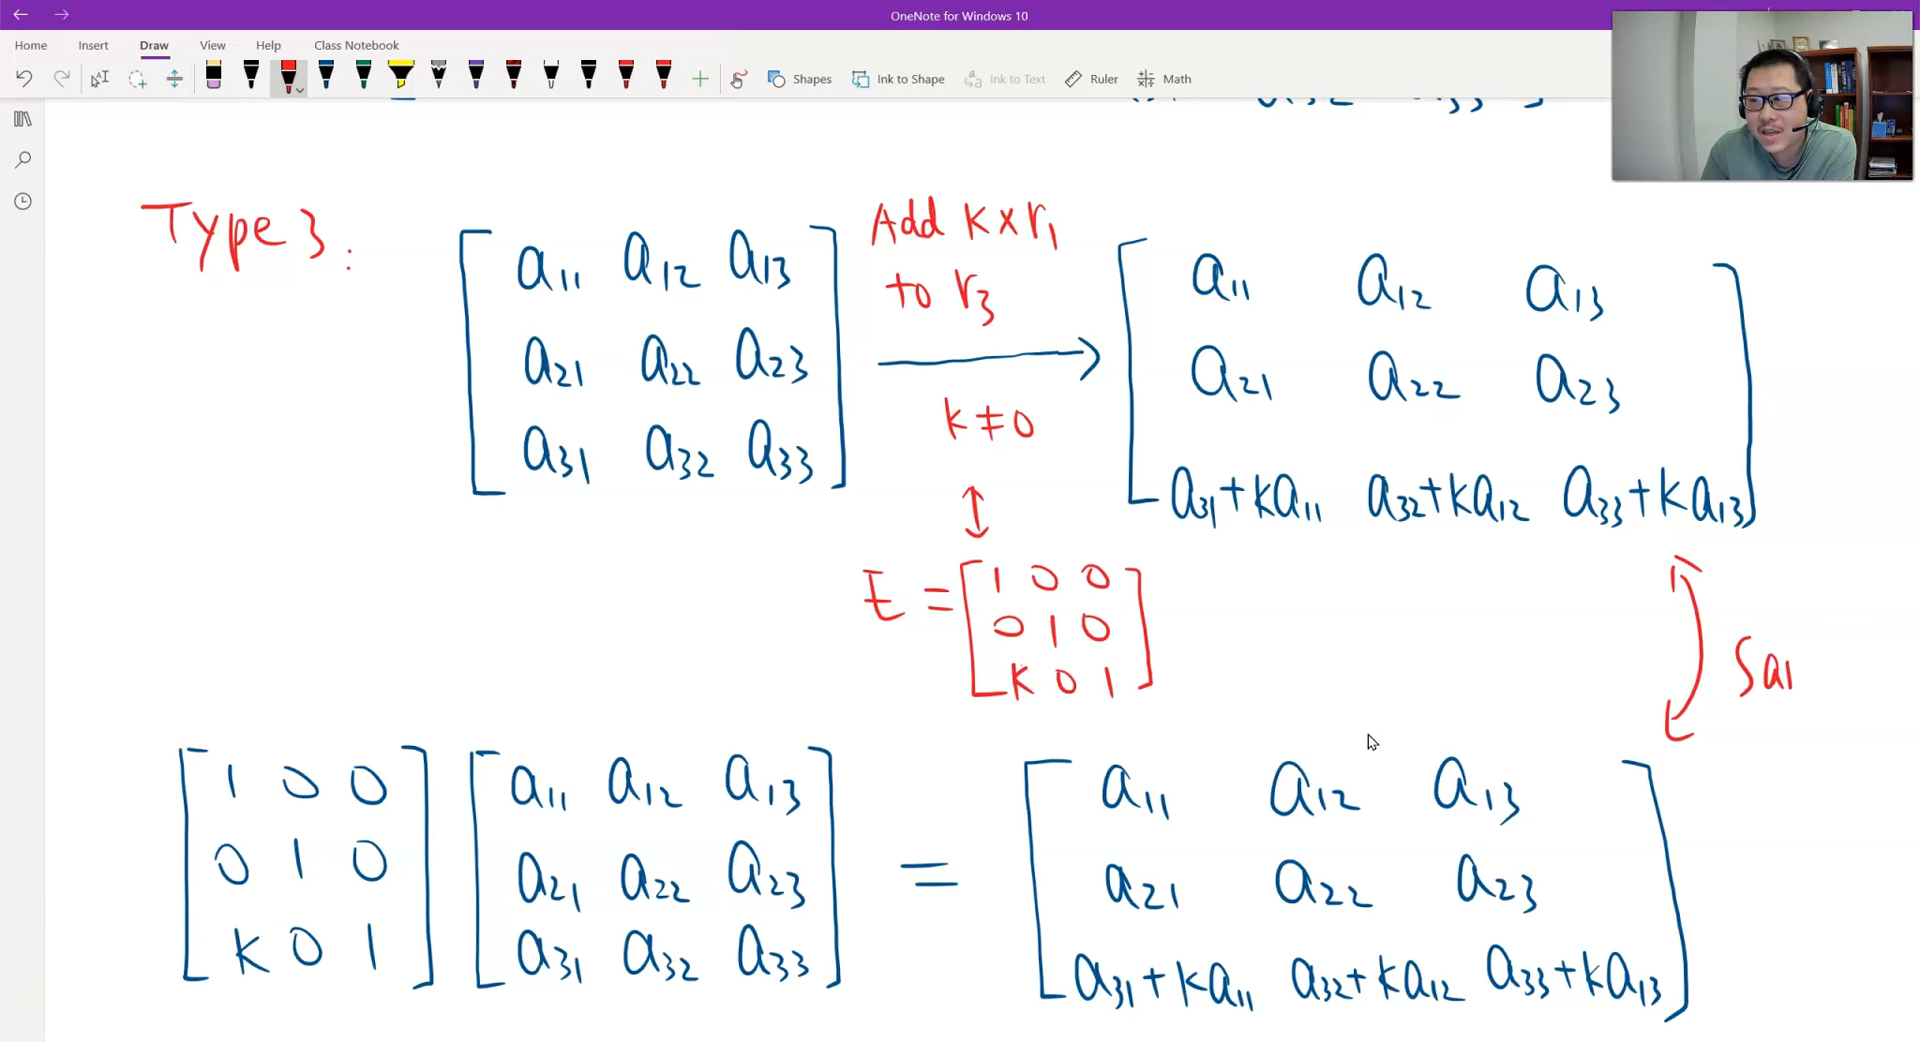 OneNote for Windows 10
Home Insert Draw View Help Class Notebook
Shapes Ink to Shape Ink to Text Ruler Math
a32 a33
Type 3:
[ a11 a12 a13
a21 a22 a23
a31 a32 a33 ]
Add k×r1
to r3
k≠0
[ a11 a12 a13
a21 a22 a23
a31+ka11 a32+ka12 a33+ka13 ]
E = [ 1 0 0
0 1 0
k 0 1 ]
[ 1 0 0
0 1 0
k 0 1 ]
[ a11 a12 a13
a21 a22 a23
a31 a32 a33 ]
=
[ a11 a12 a13
a21 a22 a23
a31+ka11 a32+ka12 a33+ka13 ]